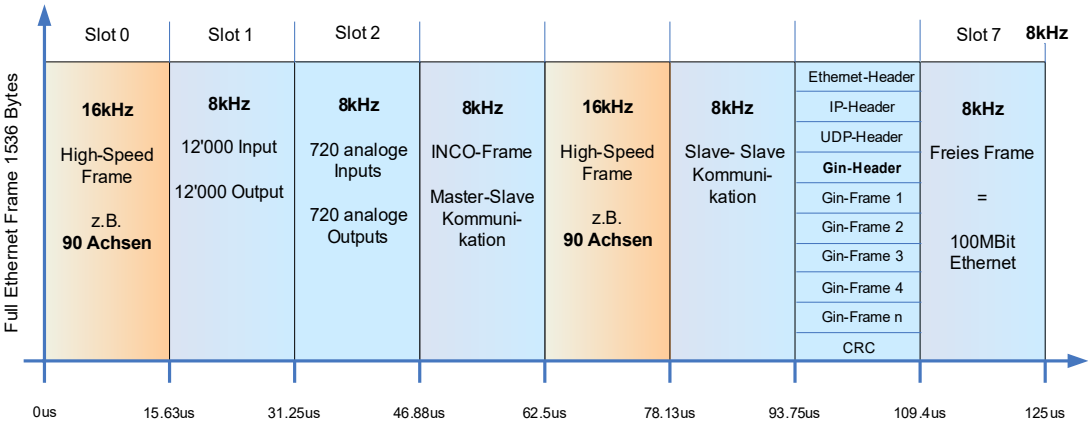 Slot 0
Slot 1
Slot 2
Slot 7
8kHz
Full Ethernet Frame 1536 Bytes
16kHz
High-Speed
Frame
z.B.
90 Achsen
8kHz
12'000 Input
12'000 Output
8kHz
720 analoge
Inputs
720 analoge
Outputs
8kHz
INCO-Frame
Master-Slave
Kommuni-
kation
16kHz
High-Speed
Frame
z.B.
90 Achsen
8kHz
Slave- Slave
Kommuni-
kation
Ethernet-Header
IP-Header
UDP-Header
Gin-Header
Gin-Frame 1
Gin-Frame 2
Gin-Frame 3
Gin-Frame 4
Gin-Frame n
CRC
8kHz
Freies Frame
=
100MBit
Ethernet
0us
15.63us
31.25us
46.88us
62.5us
78.13us
93.75us
109.4us
125us